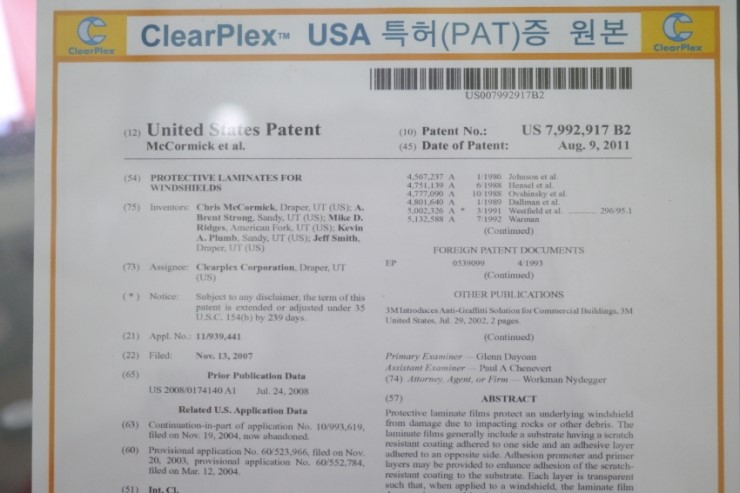 ClearPlex
ClearPlex™ USA 특허(PAT)증 원본
ClearPlex
US007992917B2
(12) United States Patent
McCormick et al.
(10) Patent No.: US 7,992,917 B2
(45) Date of Patent: Aug. 9, 2011
(54) PROTECTIVE LAMINATES FOR
WINDSHIELDS
(75) Inventors: Chris McCormick, Draper, UT (US); A.
Brent Strong, Sandy, UT (US); Mike D.
Ridges, American Fork, UT (US); Kevin
A. Plumb, Sandy, UT (US); Jeff Smith,
Draper, UT (US)
(73) Assignee: Clearplex Corporation, Draper, UT
(US)
(*) Notice: Subject to any disclaimer, the term of this
patent is extended or adjusted under 35
U.S.C. 154(b) by 239 days.
(21) Appl. No.: 11/939,441
(22) Filed: Nov. 13, 2007
(65) Prior Publication Data
US 2008/0174140 A1 Jul. 24, 2008
Related U.S. Application Data
(63) Continuation-in-part of application No. 10/993,619,
filed on Nov. 19, 2004, now abandoned.
(60) Provisional application No. 60/523,966, filed on Nov.
20, 2003, provisional application No. 60/552,784,
filed on Mar. 12, 2004.
(51) Int. Cl.
4,567,237 A 1/1986 Johnson et al.
4,751,139 A 6/1988 Hensel et al.
4,777,090 A 10/1988 Ovshinsky et al.
4,801,640 A 1/1989 Dallman et al.
5,002,326 A * 3/1991 Westfield et al. 296/95.1
5,132,588 A 7/1992 Warman
(Continued)
FOREIGN PATENT DOCUMENTS
EP 0539099 4/1993
(Continued)
OTHER PUBLICATIONS
3M Introduces Anti-Graffiti Solution for Commercial Buildings, 3M
United States, Jul. 29, 2002, 2 pages.
(Continued)
Primary Examiner — Glenn Dayoan
Assistant Examiner — Paul A Chenevert
(74) Attorney, Agent, or Firm — Workman Nydegger
(57) ABSTRACT
Protective laminate films protect an underlying windshield
from damage due to impacting rocks or other debris. The
laminate films generally include a substrate having a scratch
resistant coating adhered to one side and an adhesive layer
adhered to an opposite side. Adhesion promoter and primer
layers may be provided to enhance adhesion of the scratch-
resistant coating to the substrate. Each layer is transparent
such that, when applied to a windshield, the laminate film